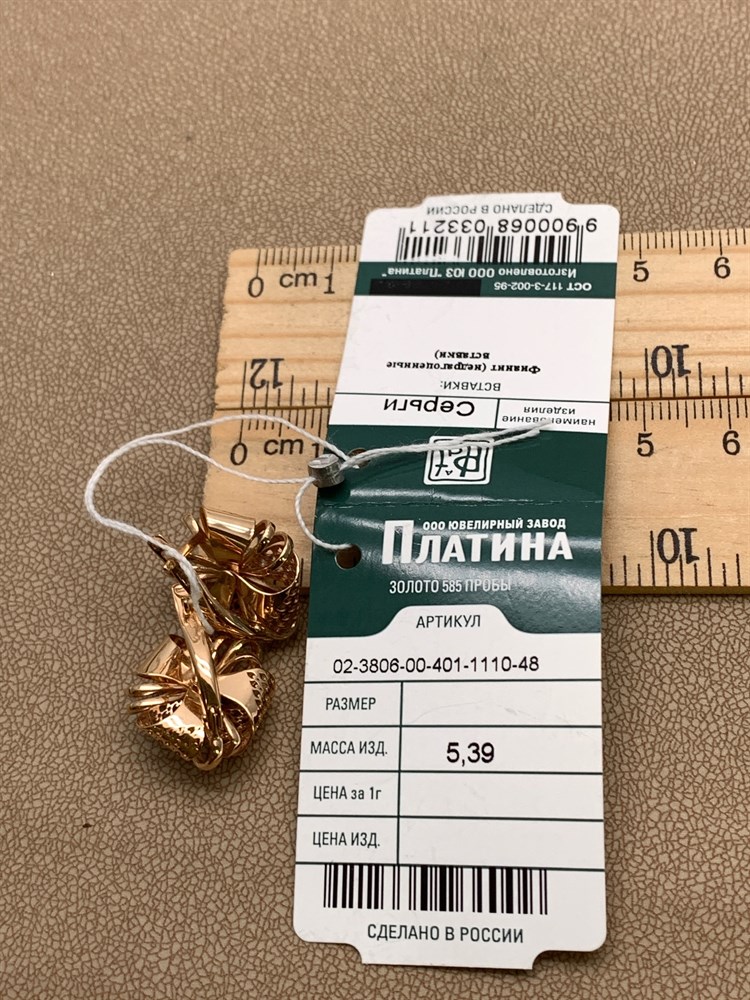 СДЕЛАНО В РОССИИ
9 900068 033211
Изготовлено ООО ЮЗ "Платина"
ОСТ 117-3-002-95
Фианит (недрагоценные
вставки)
ВСТАВКИ:
наименование
изделия
Серьги
0 cm 1
5 6
12
10
0 cm 1
5 6
10
ООО ЮВЕЛИРНЫЙ ЗАВОД
ПЛАТИНА
ЗОЛОТО 585 ПРОБЫ
АРТИКУЛ
02-3806-00-401-1110-48
РАЗМЕР
МАССА ИЗД. 5,39
ЦЕНА за 1г
ЦЕНА ИЗД.
СДЕЛАНО В РОССИИ